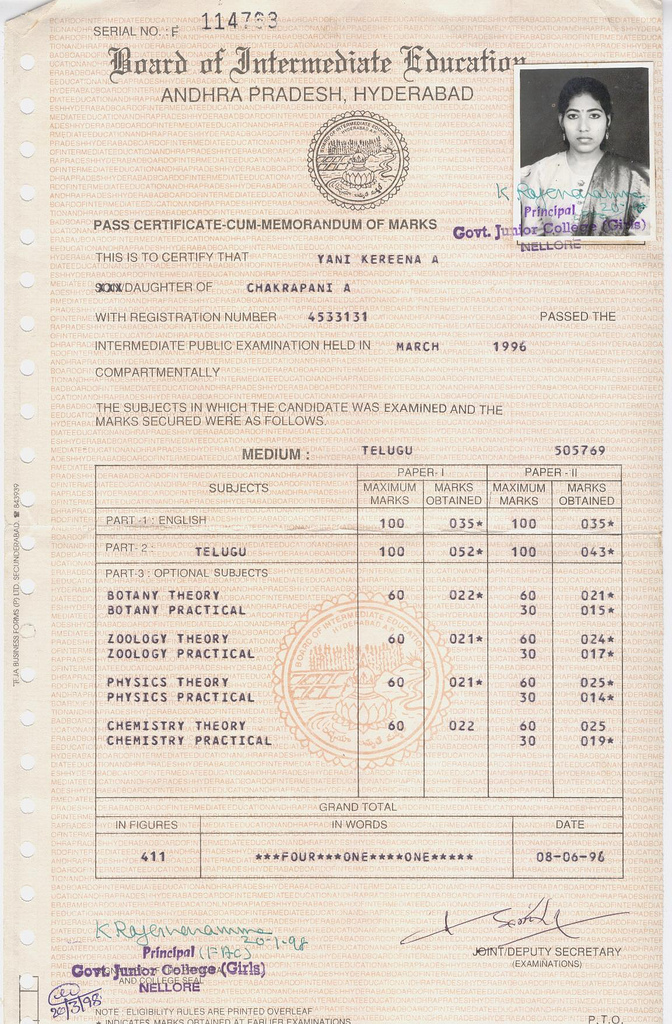 SERIAL NO. : F 114763
Board of Intermediate Education
ANDHRA PRADESH, HYDERABAD
K Rajemanamma
Principal
Govt. Junior College (Girls)
NELLORE
PASS CERTIFICATE-CUM-MEMORANDUM OF MARKS
THIS IS TO CERTIFY THAT YANI KEREENA A
XXX/DAUGHTER OF CHAKRAPANI A
WITH REGISTRATION NUMBER 4533131 PASSED THE
INTERMEDIATE PUBLIC EXAMINATION HELD IN MARCH 1996
COMPARTMENTALLY
THE SUBJECTS IN WHICH THE CANDIDATE WAS EXAMINED AND THE
MARKS SECURED WERE AS FOLLOWS.
MEDIUM : TELUGU 505769
SUBJECTS PAPER- I PAPER - II
MAXIMUM MARKS MARKS OBTAINED MAXIMUM MARKS MARKS OBTAINED
PART -1 : ENGLISH 100 035* 100 035*
PART- 2 : TELUGU 100 052* 100 043*
PART-3 : OPTIONAL SUBJECTS
BOTANY THEORY 60 022* 60 021*
BOTANY PRACTICAL 30 015*
ZOOLOGY THEORY 60 021* 60 024*
ZOOLOGY PRACTICAL 30 017*
PHYSICS THEORY 60 021* 60 025*
PHYSICS PRACTICAL 30 014*
CHEMISTRY THEORY 60 022 60 025
CHEMISTRY PRACTICAL 30 019*
GRAND TOTAL
IN FIGURES IN WORDS DATE
411 ***FOUR***ONE****ONE***** 08-06-96
K Rajemanamma
20-1-98
Principal (FAC)
Govt. Junior College (Girls)
AND COLLEGE SEAL
NELLORE
20/3/98
JOINT/DEPUTY SECRETARY
(EXAMINATIONS)
NOTE : ELIGIBILITY RULES ARE PRINTED OVERLEAF
* INDICATES MARKS OBTAINED AT EARLIER EXAMINATIONS
P.T.O.
TEJA BUSINESS FORMS (P) LTD. SECUNDERABAD. ☎ 843939